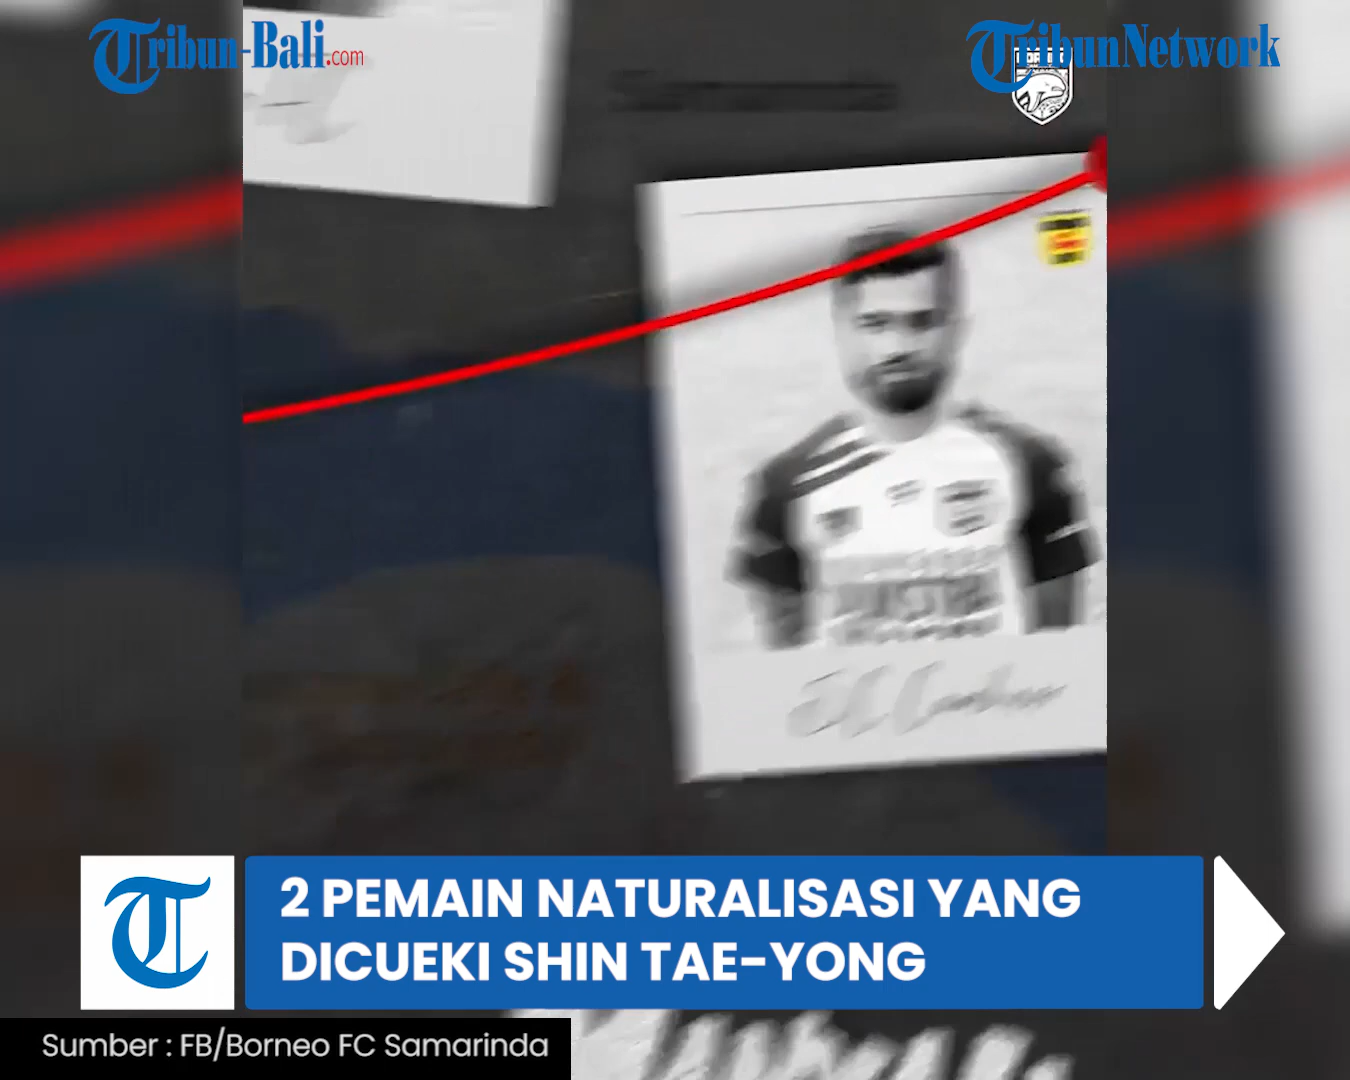 Tribun-Bali.com
TribunNetwork
2 PEMAIN NATURALISASI YANG
DICUEKI SHIN TAE-YONG
Sumber : FB/Borneo FC Samarinda